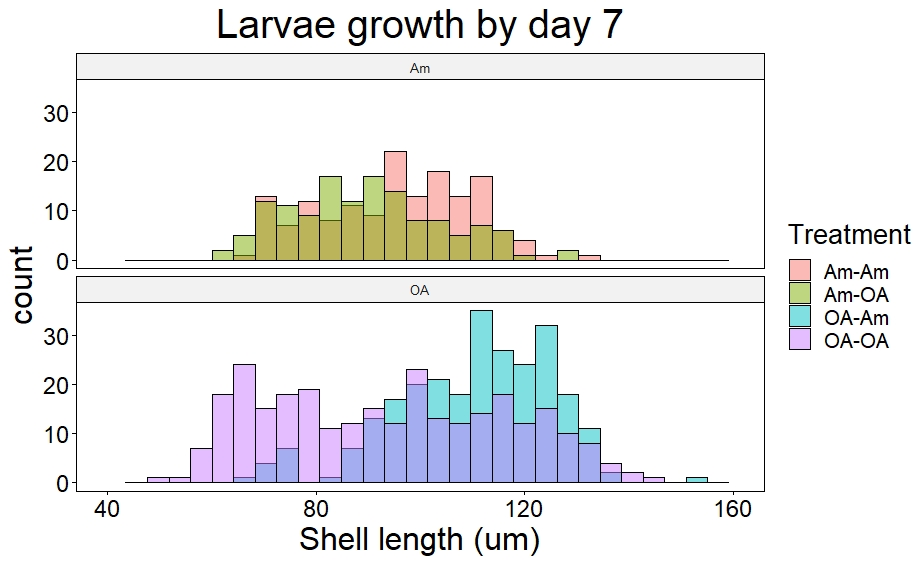 Larvae growth by day 7
Am
30
20
10
0
count
OA
30
20
10
0
40 80 120 160
Shell length (um)
Treatment
Am-Am
Am-OA
OA-Am
OA-OA